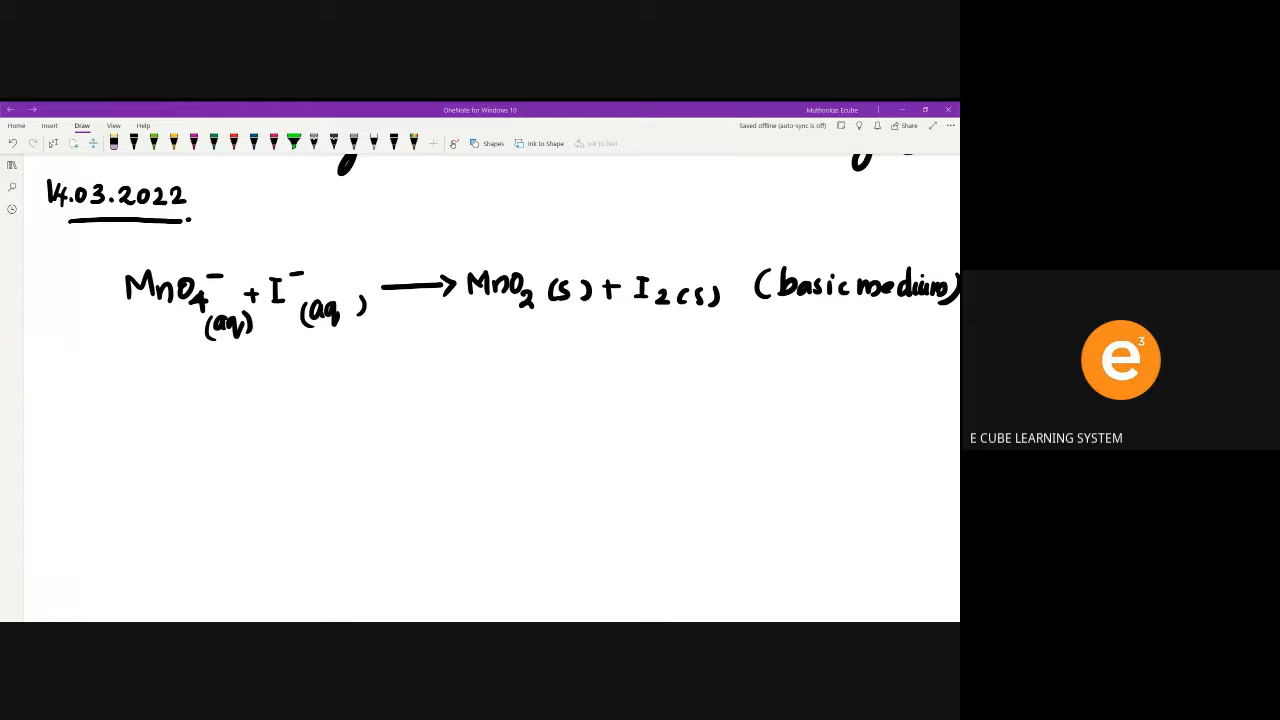 OneNote for Windows 10
Muthookas Ecube
Home Insert Draw View Help
Saved offline (auto-sync is off) Share
Shapes Ink to Shape Ink to Text
14.03.2022
MnO₄⁻(aq) + I⁻(aq) ⟶ MnO₂(s) + I₂(s) (basic medium)
e³
E CUBE LEARNING SYSTEM